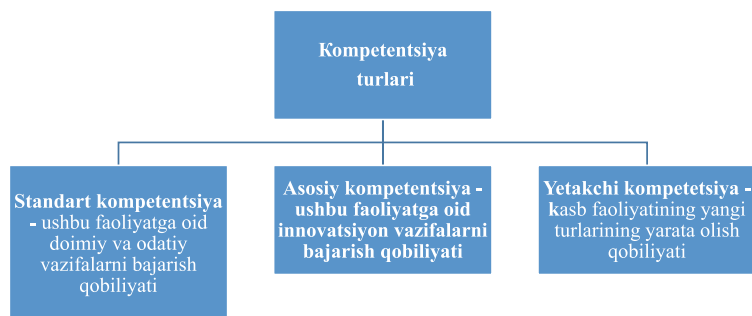 Kompetentsiya
turlari
Standart kompetentsiya
- ushbu faoliyatga oid
doimiy va odatiy
vazifalarni bajarish
qobiliyati
Asosiy kompetentsiya -
ushbu faoliyatga oid
innovatsiyon vazifalarni
bajarish qobiliyati
Yetakchi kompetetsiya -
kasb faoliyatining yangi
turlarining yarata olish
qobiliyati